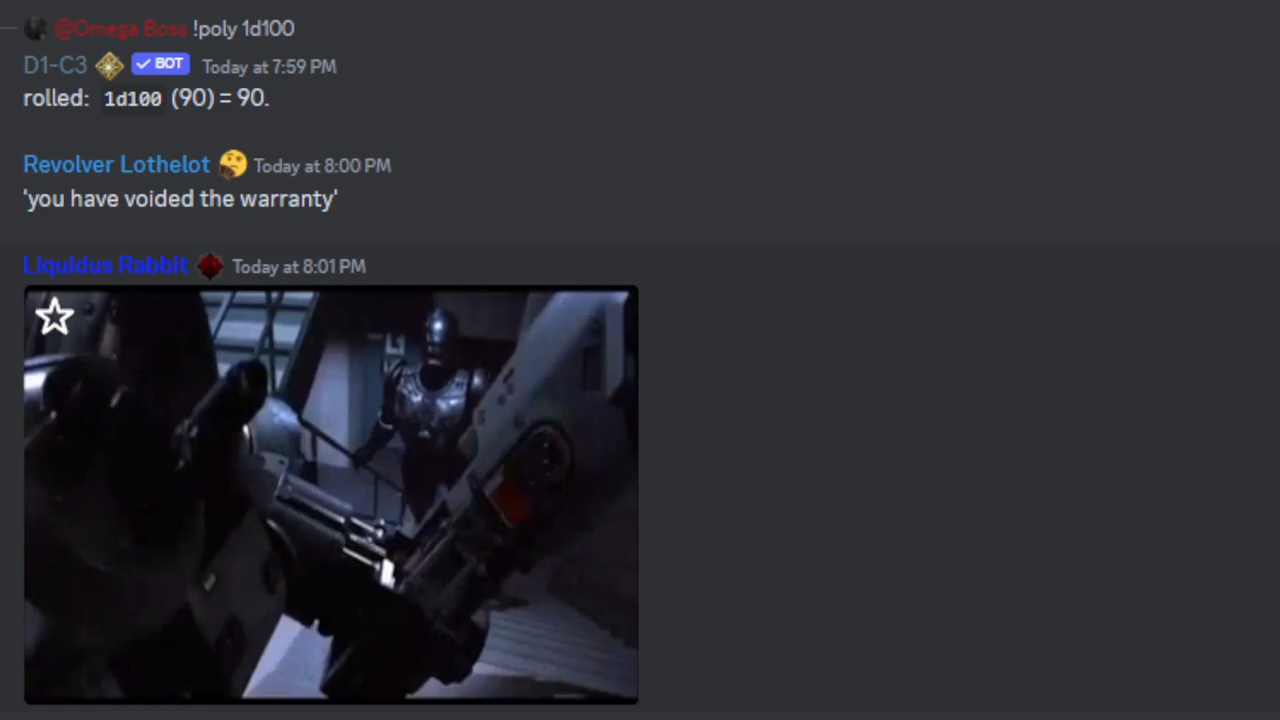 @Omega Boss !poly 1d100
D1-C3 BOT Today at 7:59 PM
rolled: 1d100 (90) = 90.
Revolver Lothelot Today at 8:00 PM
'you have voided the warranty'
Liquidus Rabbit Today at 8:01 PM